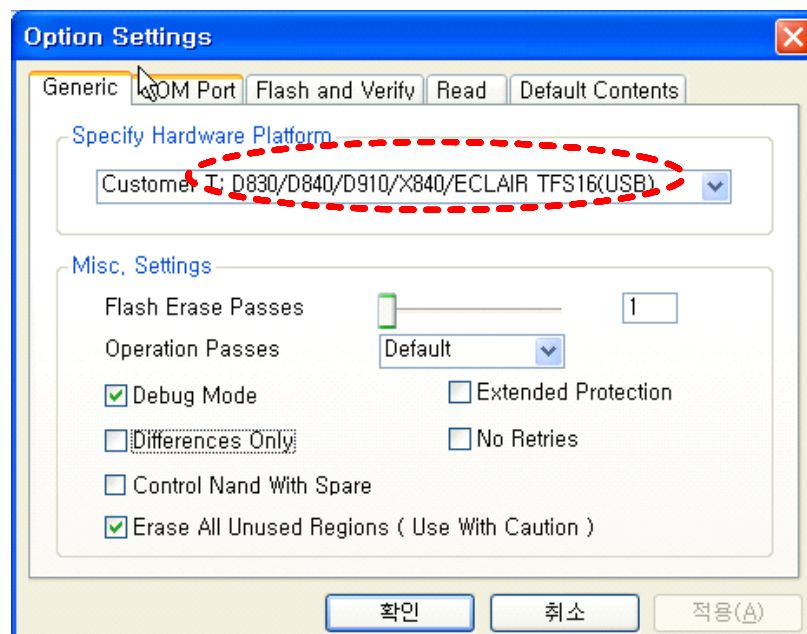 Option Settings
Generic COM Port Flash and Verify Read Default Contents
Specify Hardware Platform
Customer T: D830/D840/D910/X840/ECLAIR TFS16(USB)
Misc. Settings
Flash Erase Passes 1
Operation Passes Default
Debug Mode Extended Protection
Differences Only No Retries
Control Nand With Spare
Erase All Unused Regions ( Use With Caution )
확인 취소 적용(A)